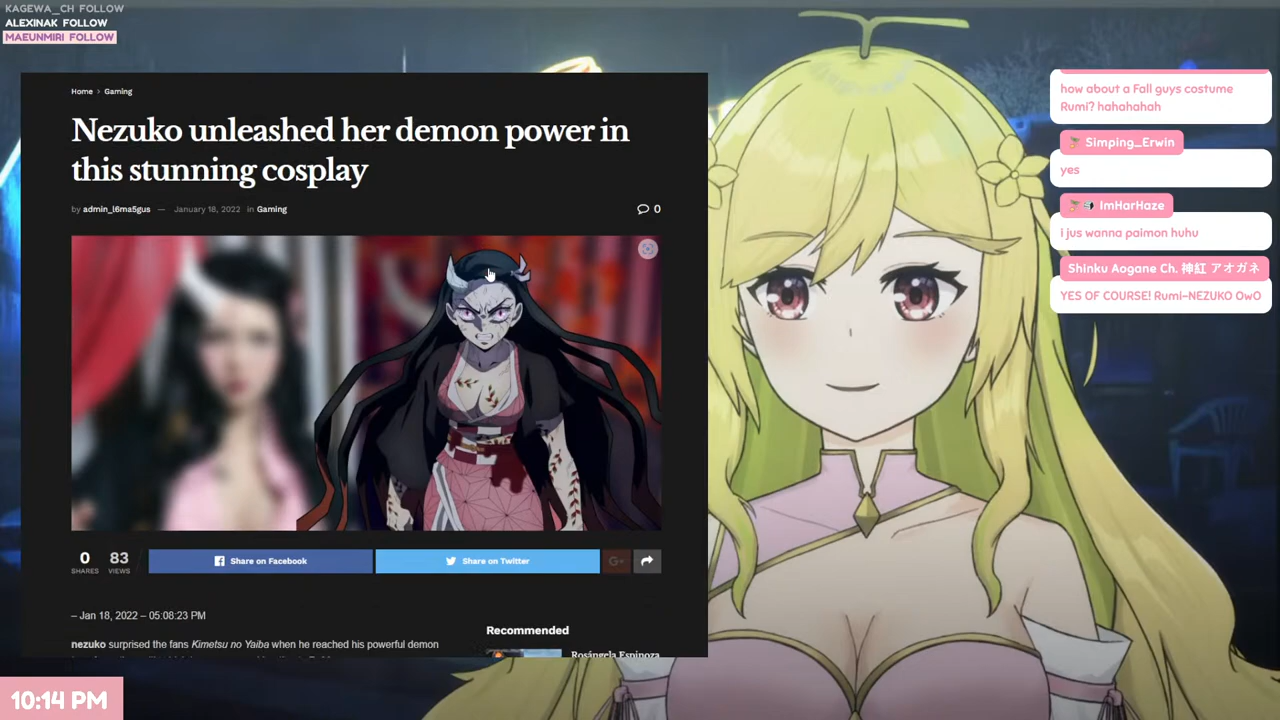 KAGEWA_CH FOLLOW
ALEXINAK FOLLOW
MAEUNMIRI FOLLOW
Home > Gaming
Nezuko unleashed her demon power in
this stunning cosplay
by admin_l6ma5gus — January 18, 2022 in Gaming
0
0
SHARES
83
VIEWS
Share on Facebook
Share on Twitter
G+
– Jan 18, 2022 – 05:08:23 PM
nezuko surprised the fans Kimetsu no Yaiba when he reached his powerful demon
Recommended
Rosángela Espinoza
how about a Fall guys costume
Rumi? hahahahah
Simping_Erwin
yes
ImHarHaze
i jus wanna paimon huhu
Shinku Aogane Ch. 神紅 アオガネ
YES OF COURSE! Rumi-NEZUKO OwO
10:14 PM